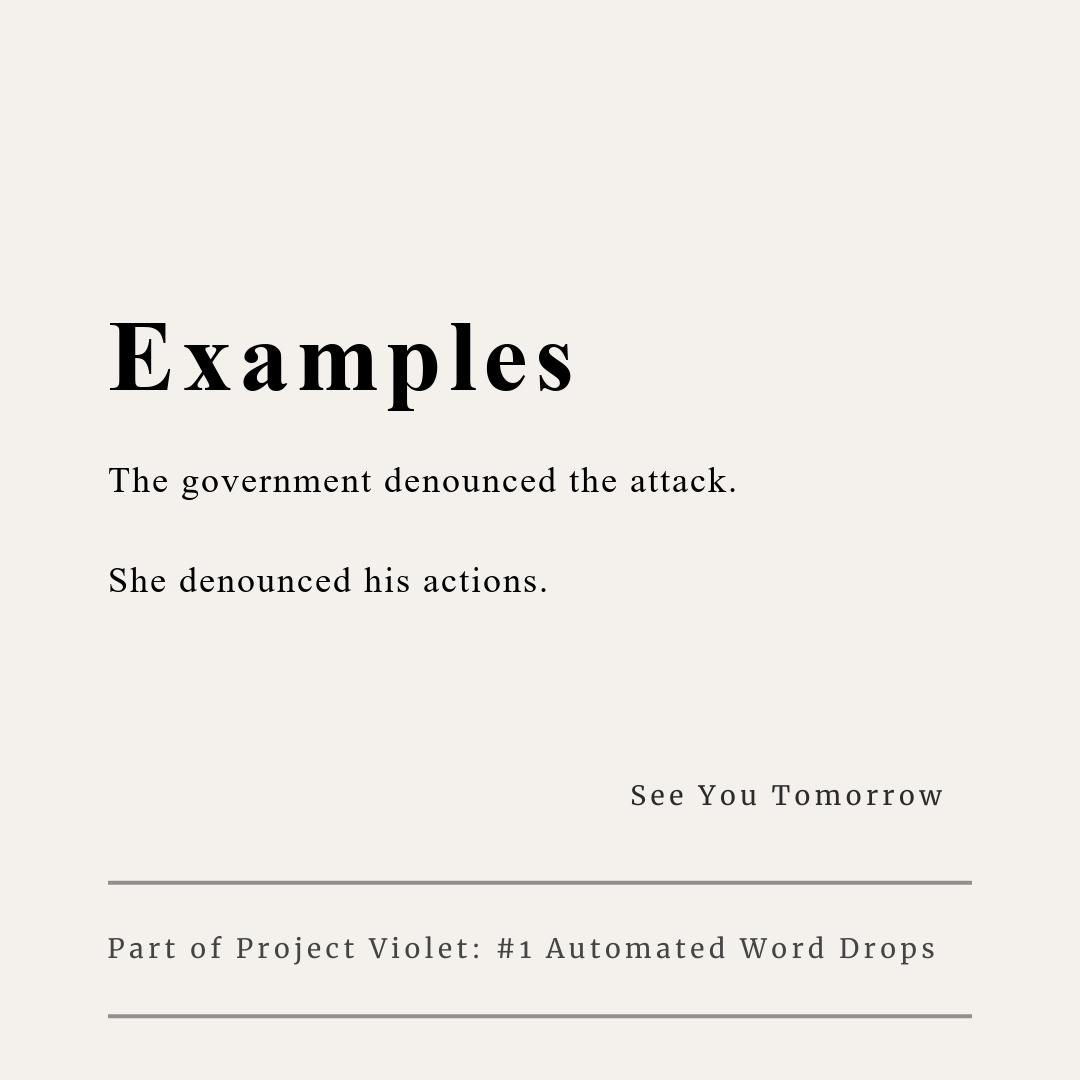 Examples
The government denounced the attack.
She denounced his actions.
See You Tomorrow
Part of Project Violet: #1 Automated Word Drops